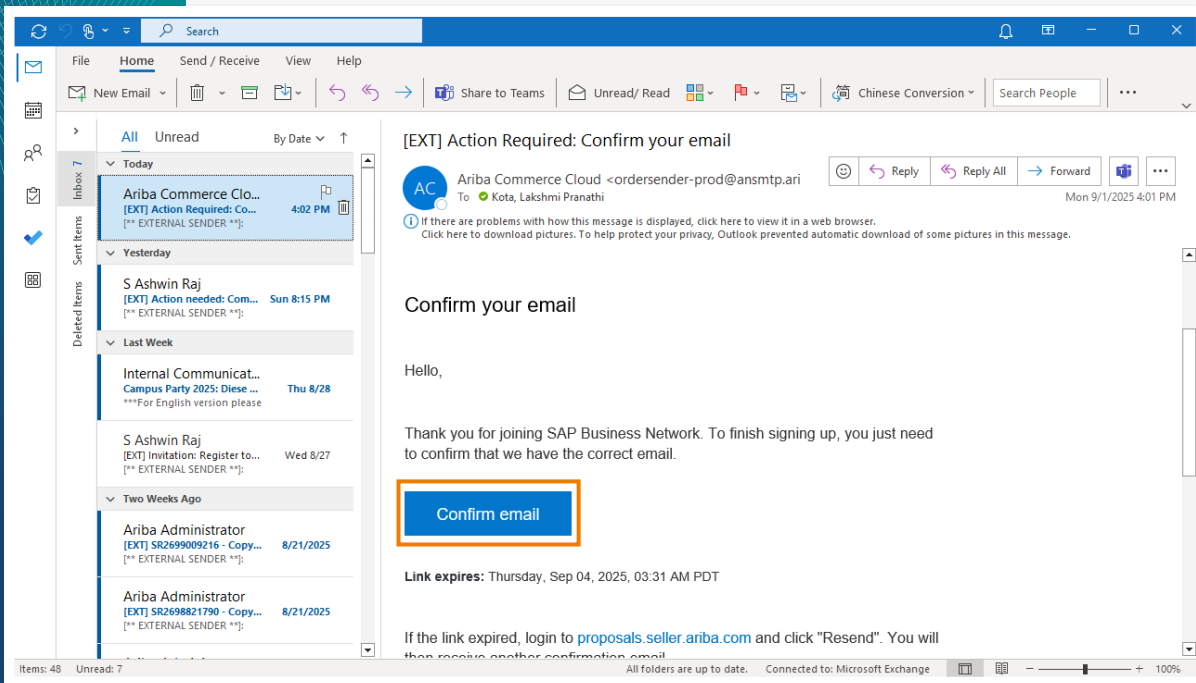 Search
File Home Send / Receive View Help
New Email Share to Teams Unread/ Read Chinese Conversion Search People
Inbox 7
Sent Items
Deleted Items
All Unread By Date
Today
Ariba Commerce Clo...
[EXT] Action Required: Co... 4:02 PM
[** EXTERNAL SENDER **]:
Yesterday
S Ashwin Raj
[EXT] Action needed: Com... Sun 8:15 PM
[** EXTERNAL SENDER **]:
Last Week
Internal Communicat...
Campus Party 2025: Diese ... Thu 8/28
***For English version please
S Ashwin Raj
[EXT] Invitation: Register to... Wed 8/27
[** EXTERNAL SENDER **]:
Two Weeks Ago
Ariba Administrator
[EXT] SR2699009216 - Copy... 8/21/2025
[** EXTERNAL SENDER **]:
Ariba Administrator
[EXT] SR2698821790 - Copy... 8/21/2025
[** EXTERNAL SENDER **]:
[EXT] Action Required: Confirm your email
AC
Ariba Commerce Cloud <ordersender-prod@ansmtp.ari
To Kota, Lakshmi Pranathi
Reply Reply All Forward
Mon 9/1/2025 4:01 PM
If there are problems with how this message is displayed, click here to view it in a web browser.
Click here to download pictures. To help protect your privacy, Outlook prevented automatic download of some pictures in this message.
Confirm your email
Hello,
Thank you for joining SAP Business Network. To finish signing up, you just need
to confirm that we have the correct email.
Confirm email
Link expires: Thursday, Sep 04, 2025, 03:31 AM PDT
If the link expired, login to proposals.seller.ariba.com and click "Resend". You will
then receive another confirmation email
Items: 48 Unread: 7 All folders are up to date. Connected to: Microsoft Exchange 100%